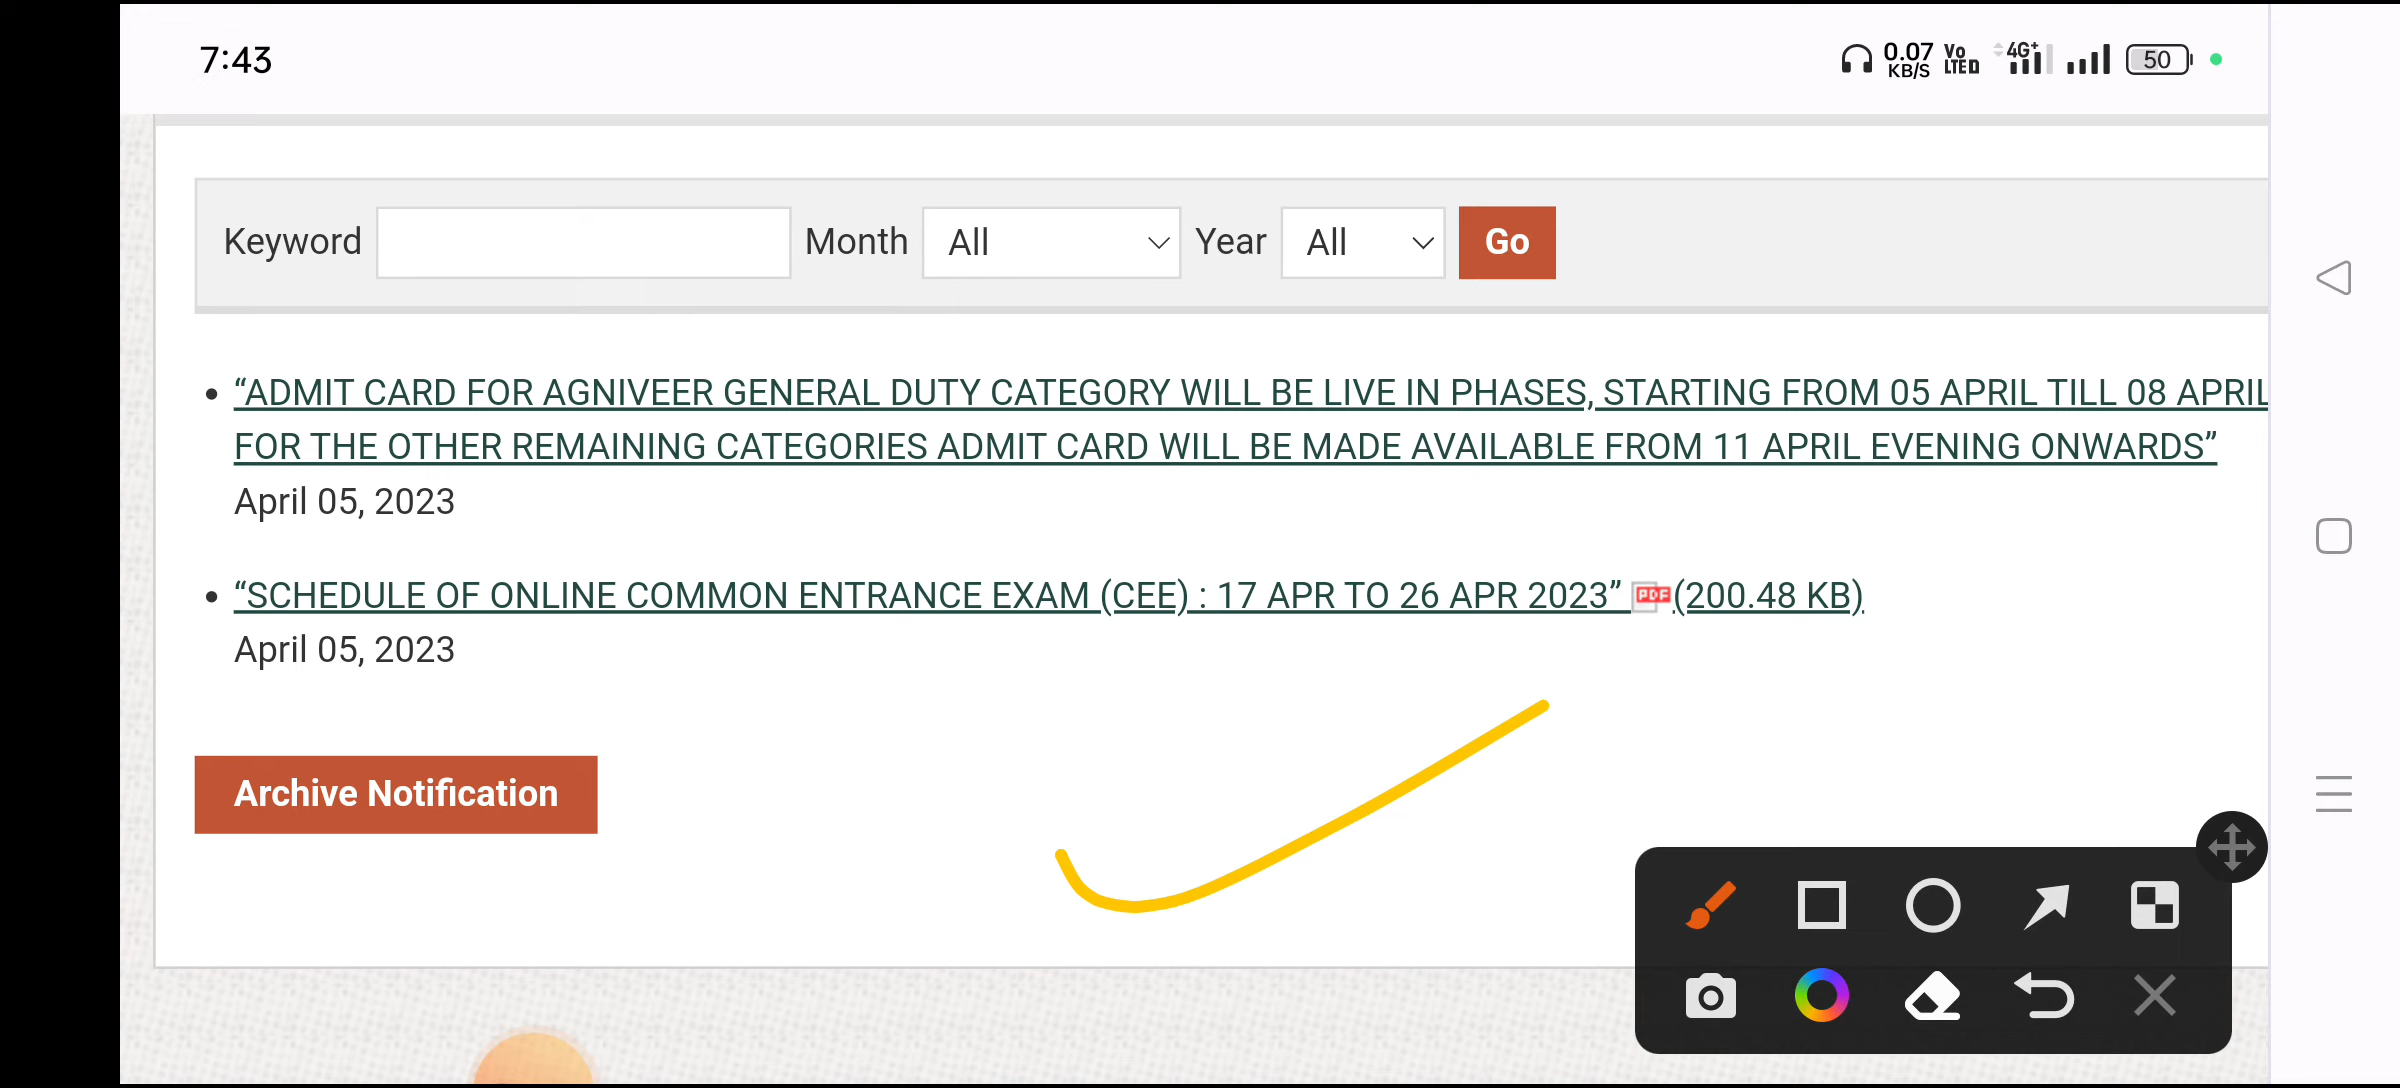 7:43
0.07 KB/S Vo LTE 4G+ 50
Keyword Month All Year All Go
“ADMIT CARD FOR AGNIVEER GENERAL DUTY CATEGORY WILL BE LIVE IN PHASES, STARTING FROM 05 APRIL TILL 08 APRIL
FOR THE OTHER REMAINING CATEGORIES ADMIT CARD WILL BE MADE AVAILABLE FROM 11 APRIL EVENING ONWARDS”
April 05, 2023
“SCHEDULE OF ONLINE COMMON ENTRANCE EXAM (CEE) : 17 APR TO 26 APR 2023” PDF (200.48 KB)
April 05, 2023
Archive Notification